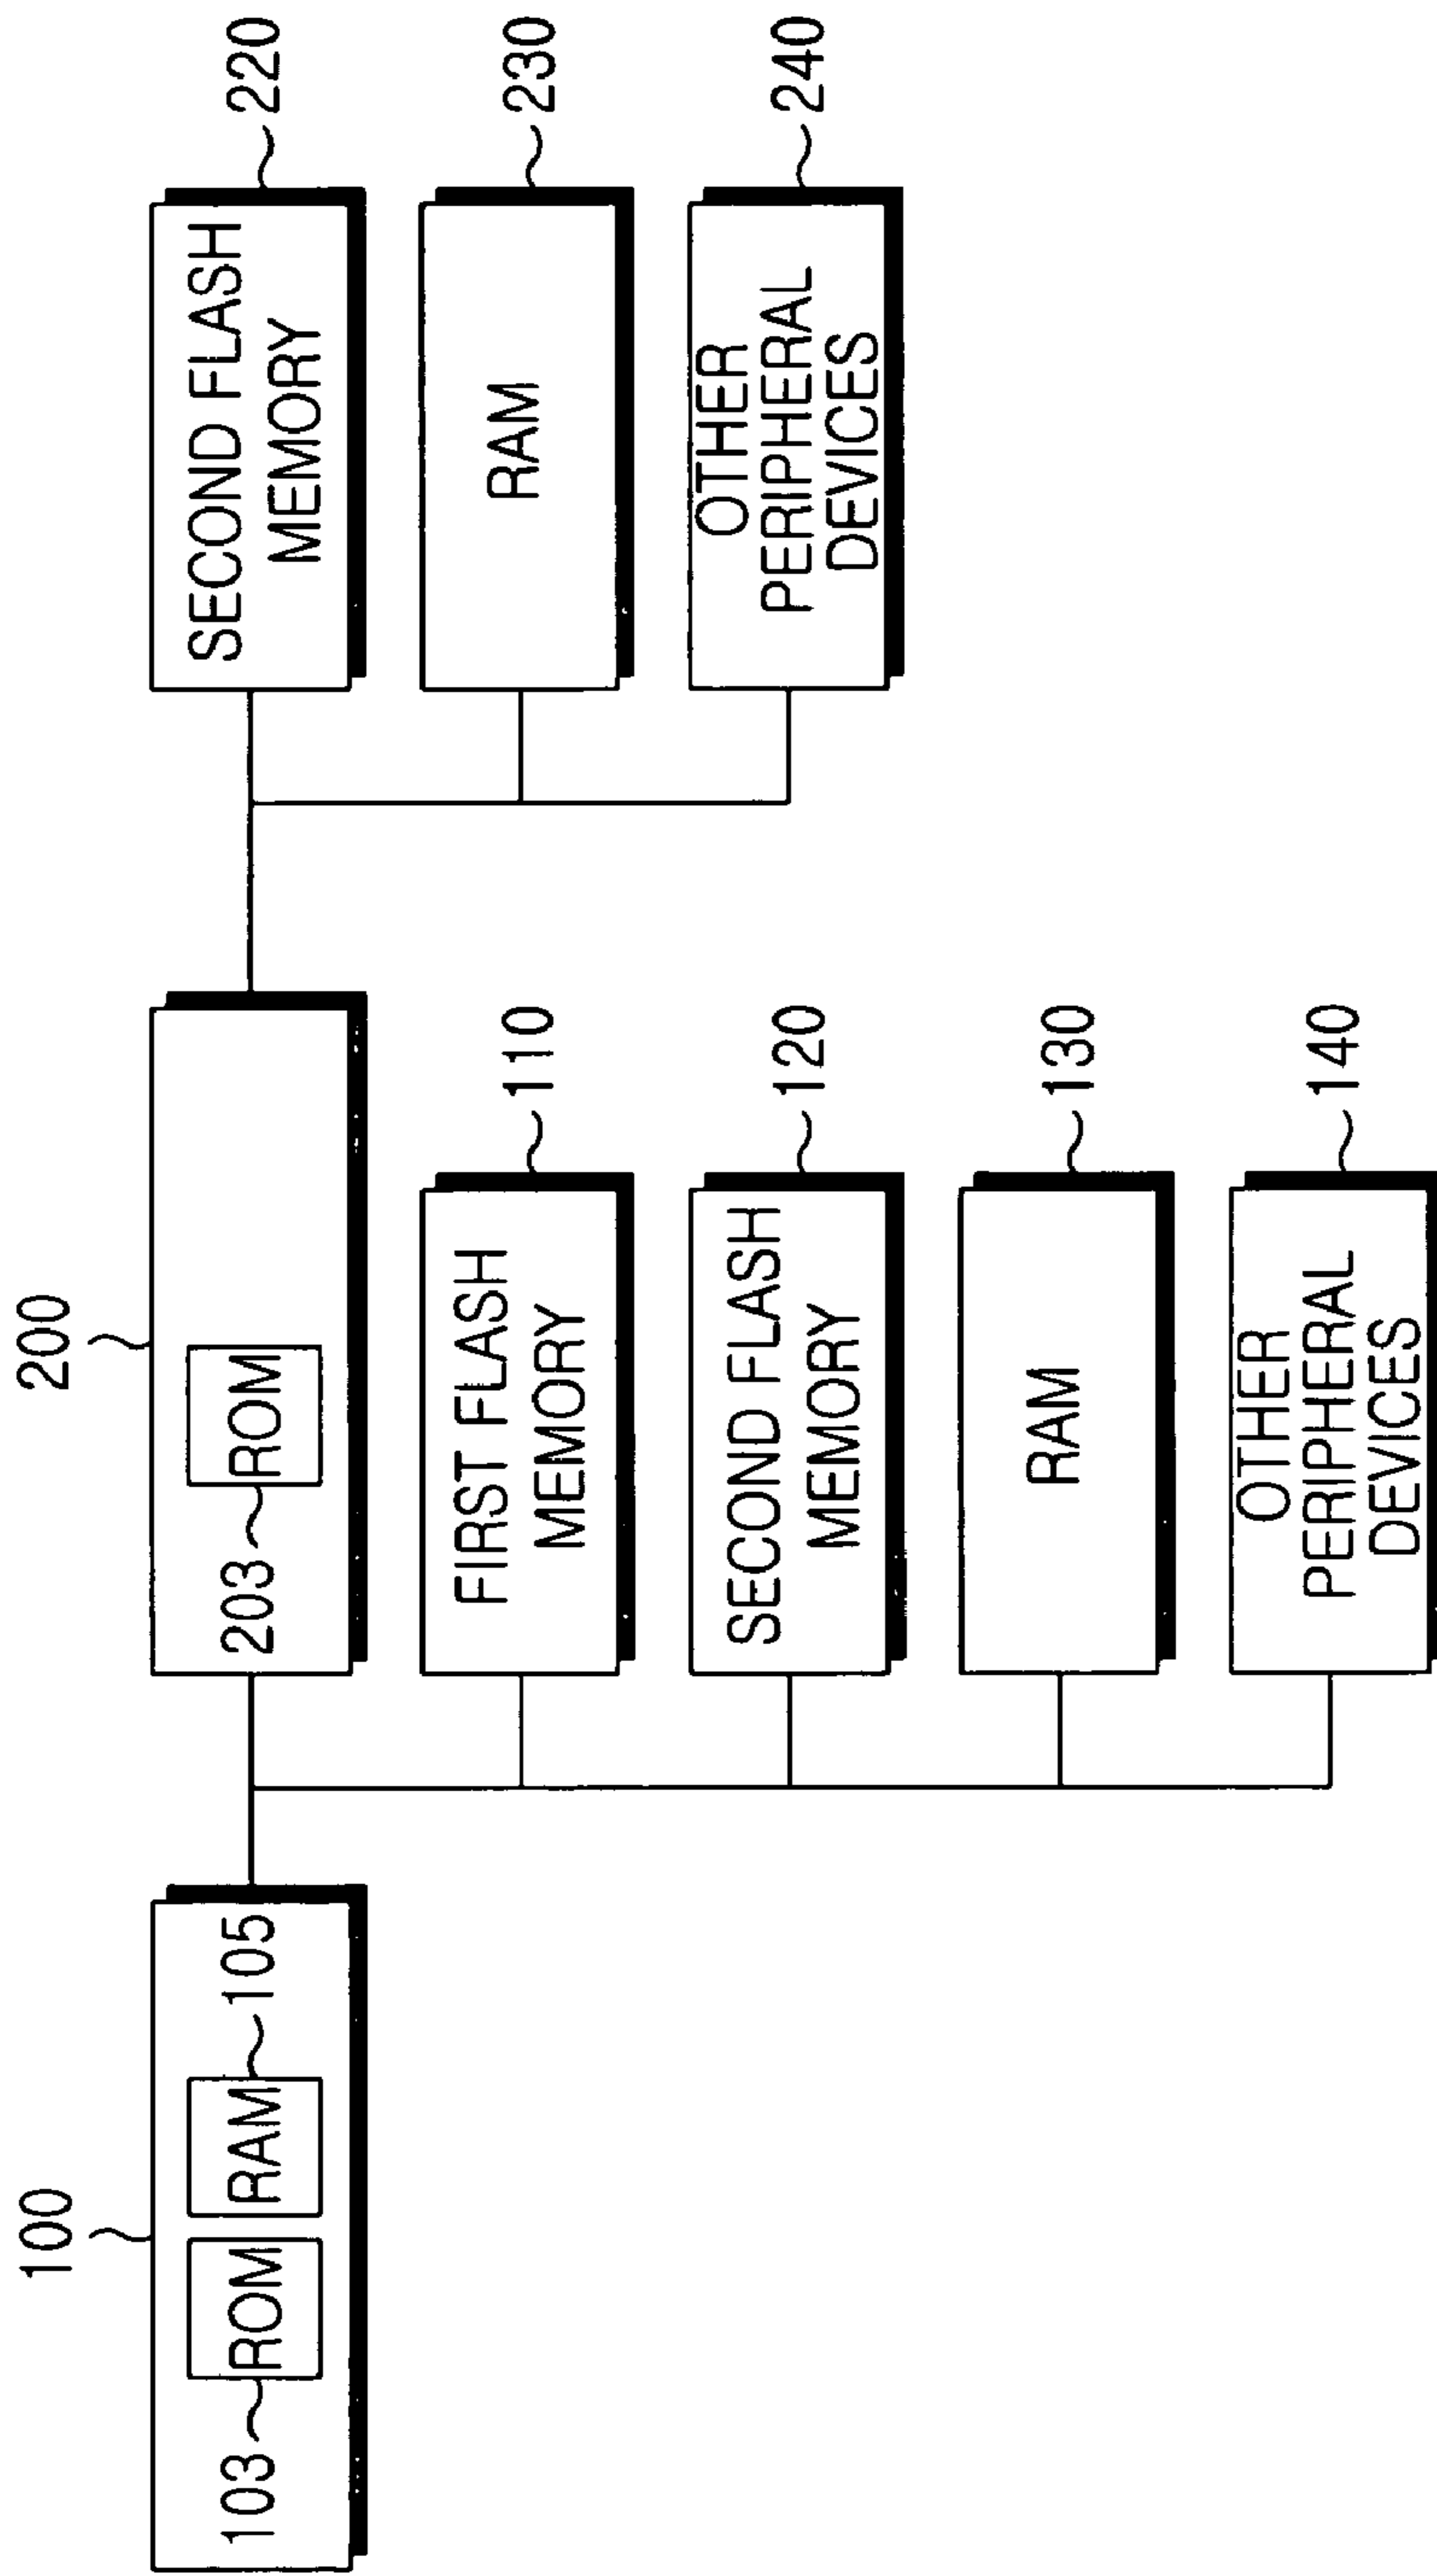 100
200
103
ROM
RAM
105
203
ROM
SECOND FLASH
MEMORY
220
FIRST FLASH
MEMORY
110
RAM
230
SECOND FLASH
MEMORY
120
OTHER
PERIPHERAL
DEVICES
240
RAM
130
OTHER
PERIPHERAL
DEVICES
140